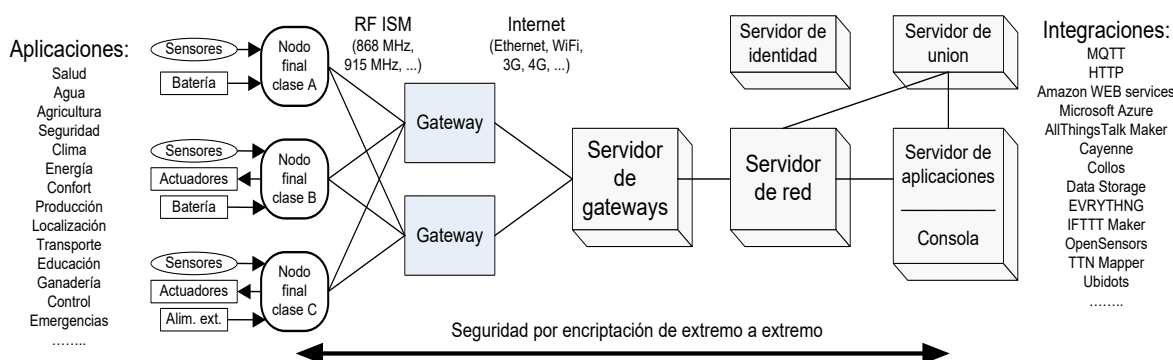 Aplicaciones:
Salud
Agua
Agricultura
Seguridad
Clima
Energía
Confort
Producción
Localización
Transporte
Educación
Ganadería
Control
Emergencias
……..
Sensores
Batería
Nodo
final
clase A
Sensores
Actuadores
Batería
Nodo
final
clase B
Sensores
Actuadores
Alim. ext.
Nodo
final
clase C
RF ISM
(868 MHz,
915 MHz, ...)
Gateway
Gateway
Internet
(Ethernet, WiFi,
3G, 4G, ...)
Servidor
de
gateways
Servidor
de identidad
Servidor
de red
Servidor de
union
Servidor de
aplicaciones
Consola
Integraciones:
MQTT
HTTP
Amazon WEB services
Microsoft Azure
AllThingsTalk Maker
Cayenne
Collos
Data Storage
EVRYTHNG
IFTTT Maker
OpenSensors
TTN Mapper
Ubidots
……..
Seguridad por encriptación de extremo a extremo